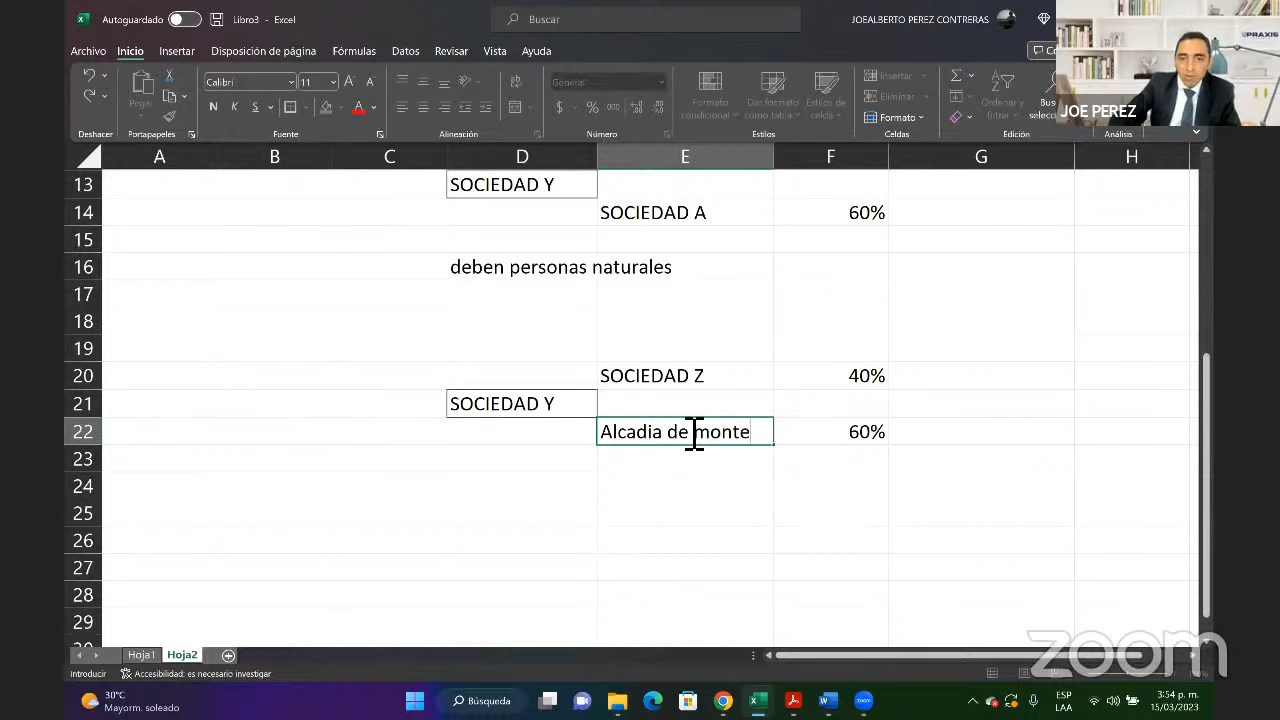 Autoguardado
Libro3 - Excel
Buscar
JOEALBERTO PEREZ CONTRERAS
PRAXIS
JOE PEREZ
Archivo Inicio Insertar Disposición de página Fórmulas Datos Revisar Vista Ayuda
Calibri 11 General
Insertar
Eliminar
Formato
Pegar
N K S
Formato condicional
Dar formato como tabla
Estilos de celda
Ordenar y
Deshacer Portapapeles Fuente Alineación Número Estilos Celdas Edición Análisis
A B C D E F G H
13 SOCIEDAD Y
14 SOCIEDAD A 60%
15
16 deben personas naturales
17
18
19
20 SOCIEDAD Z 40%
21 SOCIEDAD Y
22 Alcadia de monte 60%
23
24
25
26
27
28
29
Hoja1 Hoja2
zoom
Introducir Accesibilidad: es necesario investigar
30°C
Mayorm. soleado
Búsqueda
ESP
LAA
3:54 p. m.
15/03/2023